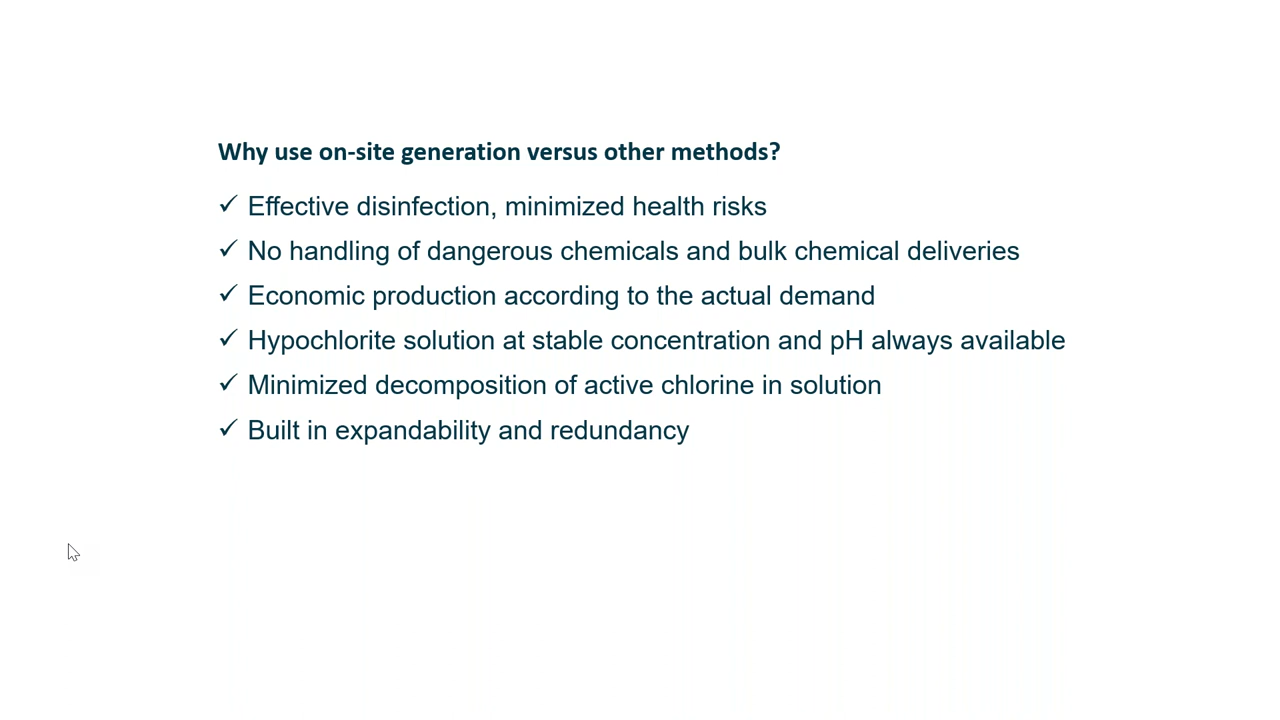 Why use on-site generation versus other methods?
✓ Effective disinfection, minimized health risks
✓ No handling of dangerous chemicals and bulk chemical deliveries
✓ Economic production according to the actual demand
✓ Hypochlorite solution at stable concentration and pH always available
✓ Minimized decomposition of active chlorine in solution
✓ Built in expandability and redundancy